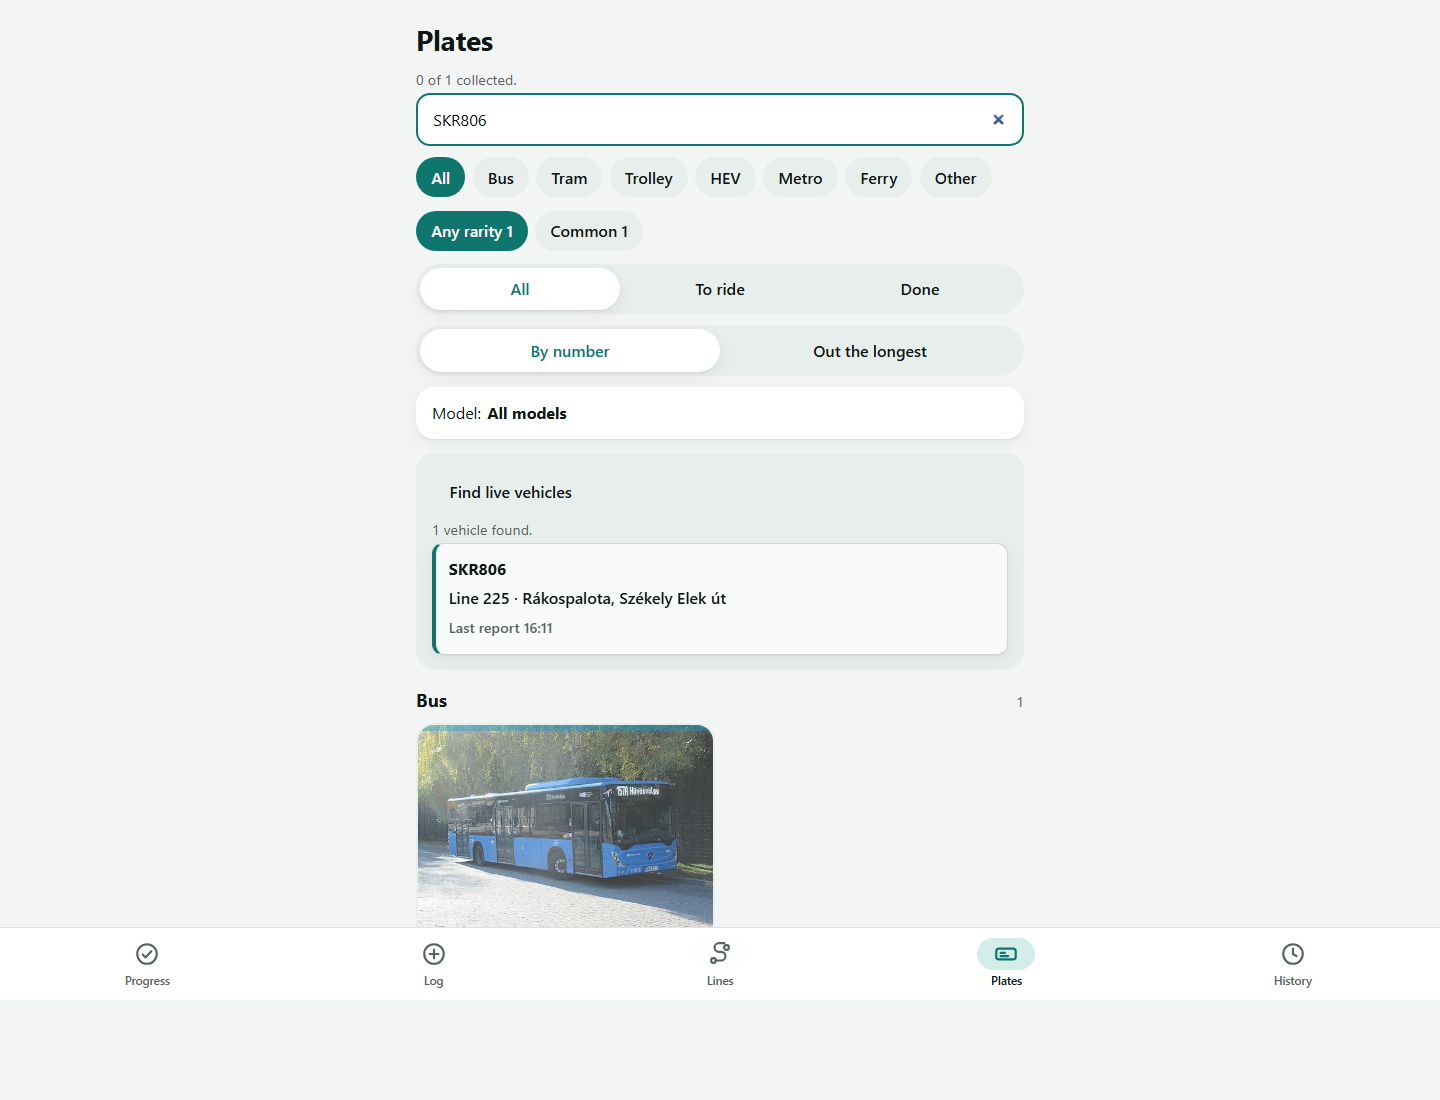 Plates
0 of 1 collected.
SKR806
All Bus Tram Trolley HEV Metro Ferry Other
Any rarity 1 Common 1
All To ride Done
By number Out the longest
Model: All models
Find live vehicles
1 vehicle found.
SKR806
Line 225 · Rákospalota, Székely Elek út
Last report 16:11
Bus 1
157A Hűvösvölgy
Progress Log Lines Plates History